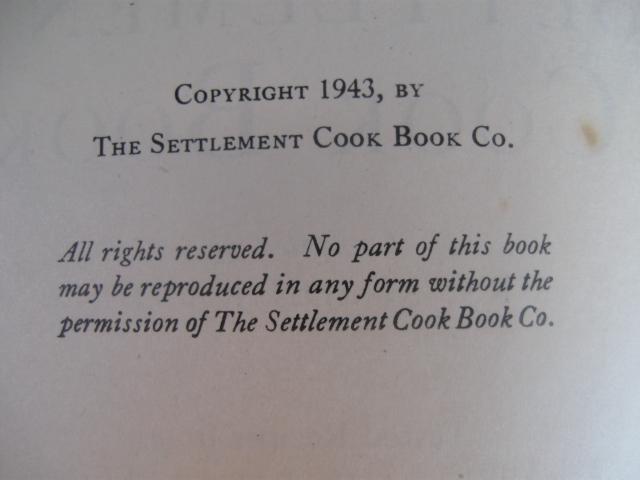 COPYRIGHT 1943, BY
THE SETTLEMENT COOK BOOK CO.
All rights reserved. No part of this book
may be reproduced in any form without the
permission of The Settlement Cook Book Co.